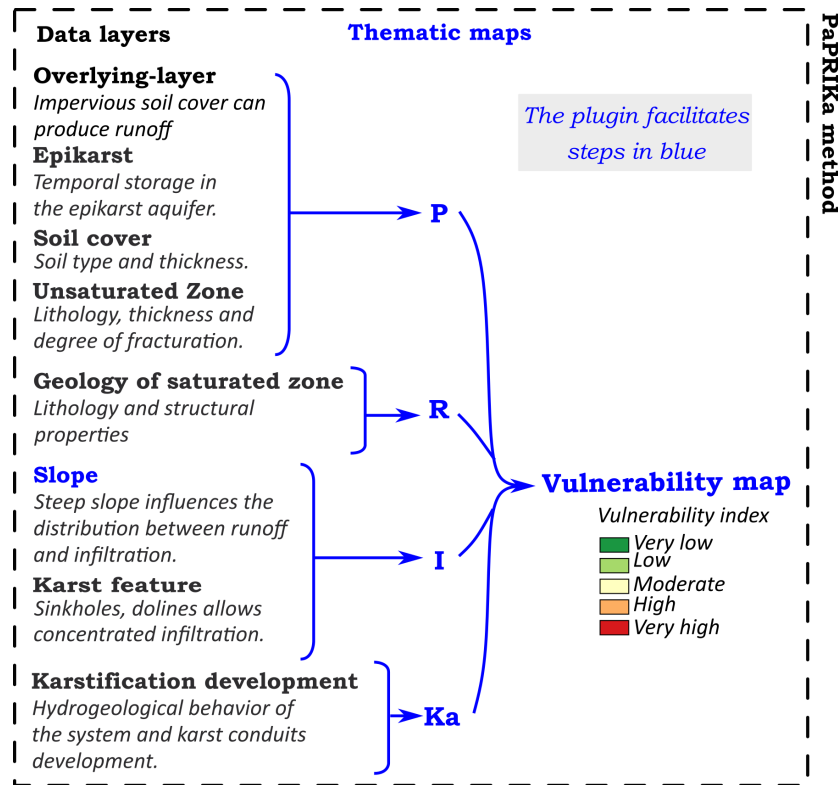 Data layers
Thematic maps
PaPRIKa method
Overlying-layer
Impervious soil cover can
produce runoff
Epikarst
Temporal storage in
the epikarst aquifer.
Soil cover
Soil type and thickness.
Unsaturated Zone
Lithology, thickness and
degree of fracturation.
Geology of saturated zone
Lithology and structural
properties
Slope
Steep slope influences the
distribution between runoff
and infiltration.
Karst feature
Sinkholes, dolines allows
concentrated infiltration.
Karstification development
Hydrogeological behavior of
the system and karst conduits
development.
P
R
I
Ka
The plugin facilitates
steps in blue
Vulnerability map
Vulnerability index
Very low
Low
Moderate
High
Very high